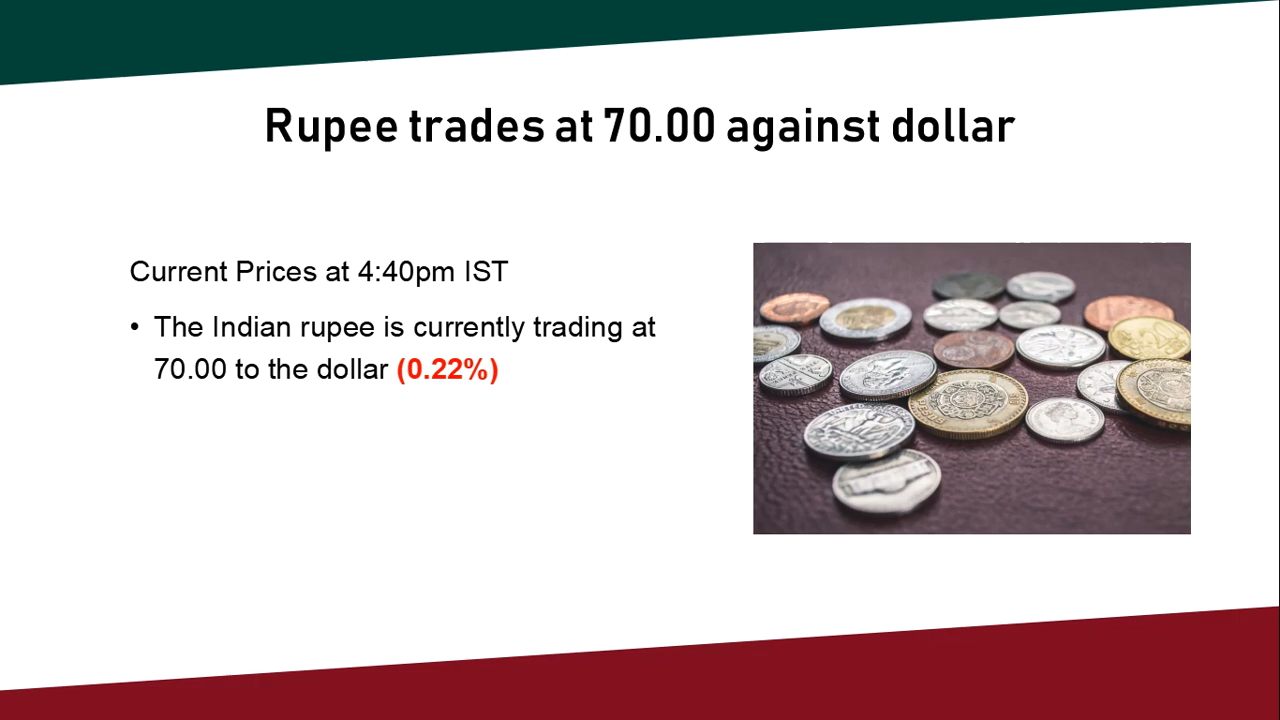 Rupee trades at 70.00 against dollar
Current Prices at 4:40pm IST
• The Indian rupee is currently trading at
70.00 to the dollar (0.22%)